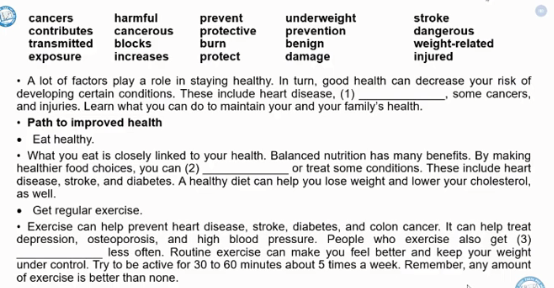 cancers harmful prevent underweight stroke
contributes cancerous protective prevention dangerous
transmitted blocks burn benign weight-related
exposure increases protect damage injured
• A lot of factors play a role in staying healthy. In turn, good health can decrease your risk of
developing certain conditions. These include heart disease, (1) ______________, some cancers,
and injuries. Learn what you can do to maintain your and your family's health.
• Path to improved health
• Eat healthy.
• What you eat is closely linked to your health. Balanced nutrition has many benefits. By making
healthier food choices, you can (2) ______________ or treat some conditions. These include heart
disease, stroke, and diabetes. A healthy diet can help you lose weight and lower your cholesterol,
as well.
• Get regular exercise.
• Exercise can help prevent heart disease, stroke, diabetes, and colon cancer. It can help treat
depression, osteoporosis, and high blood pressure. People who exercise also get (3)
______________ less often. Routine exercise can make you feel better and keep your weight
under control. Try to be active for 30 to 60 minutes about 5 times a week. Remember, any amount
of exercise is better than none.